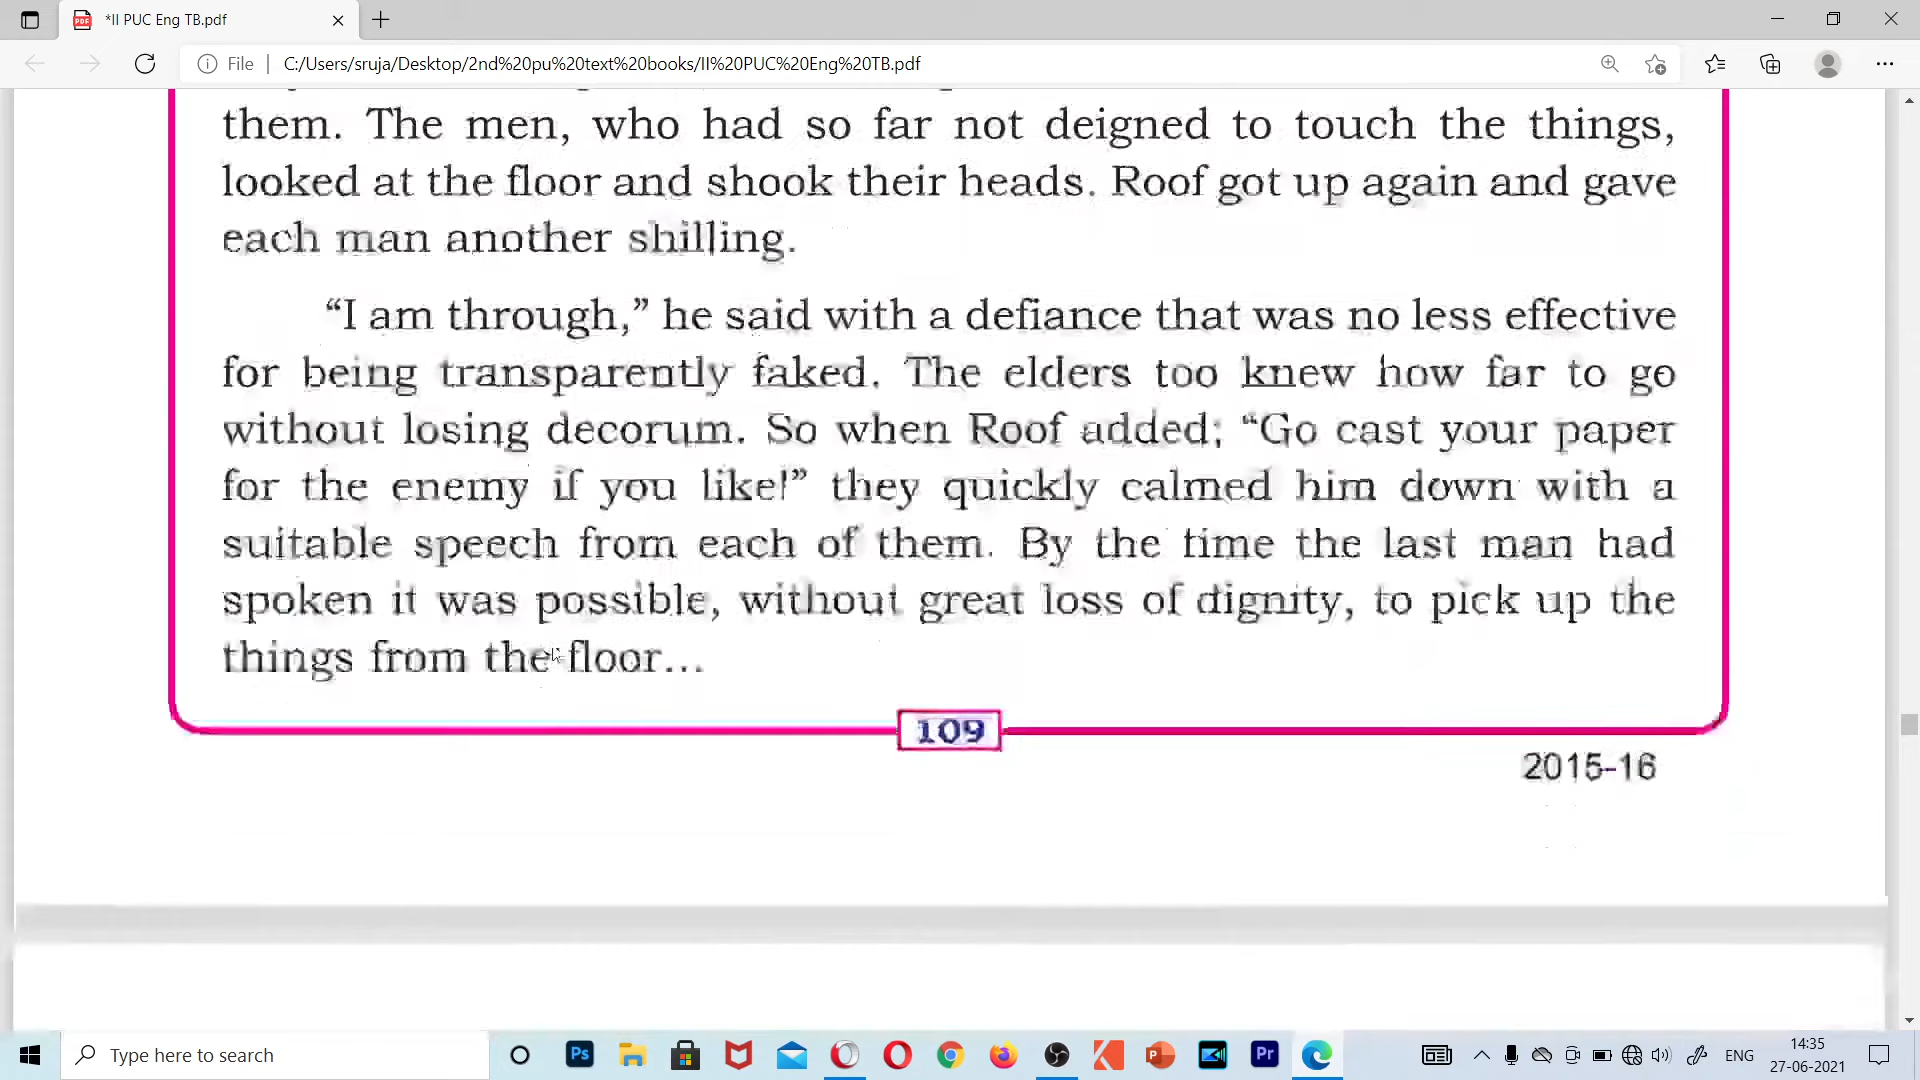 *II PUC Eng TB.pdf
File
C:/Users/sruja/Desktop/2nd%20pu%20text%20books/II%20PUC%20Eng%20TB.pdf
them. The men, who had so far not deigned to touch the things,
looked at the floor and shook their heads. Roof got up again and gave
each man another shilling.
“I am through,” he said with a defiance that was no less effective
for being transparently faked. The elders too knew how far to go
without losing decorum. So when Roof added; “Go cast your paper
for the enemy if you like!” they quickly calmed him down with a
suitable speech from each of them. By the time the last man had
spoken it was possible, without great loss of dignity, to pick up the
things from the floor...
109
2015-16
Type here to search
Ps
Pr
ENG
14:35
27-06-2021